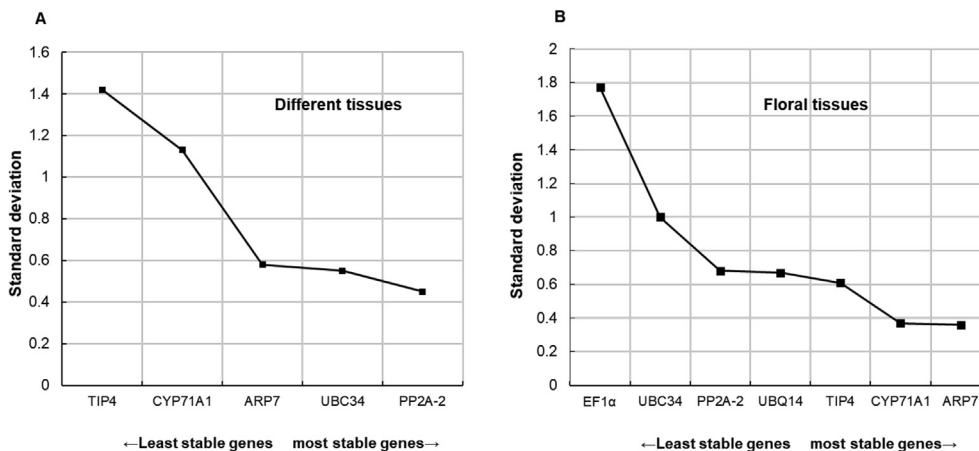 A
Different tissues
Standard deviation
1.6
1.4
1.2
1
0.8
0.6
0.4
0.2
0
TIP4 CYP71A1 ARP7 UBC34 PP2A-2
←Least stable genes most stable genes→
B
Floral tissues
Standard deviation
2
1.8
1.6
1.4
1.2
1
0.8
0.6
0.4
0.2
0
EF1α UBC34 PP2A-2 UBQ14 TIP4 CYP71A1 ARP7
←Least stable genes most stable genes→